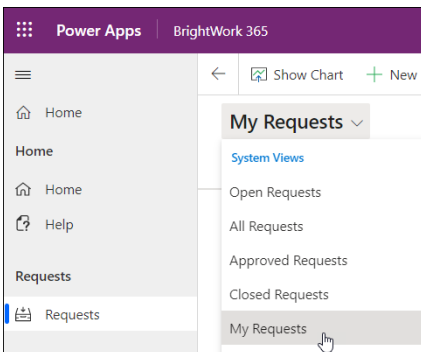 Power Apps BrightWork 365
Show Chart New
Home
My Requests
Home
System Views
Home
Open Requests
Help
All Requests
Approved Requests
Requests
Closed Requests
Requests
My Requests